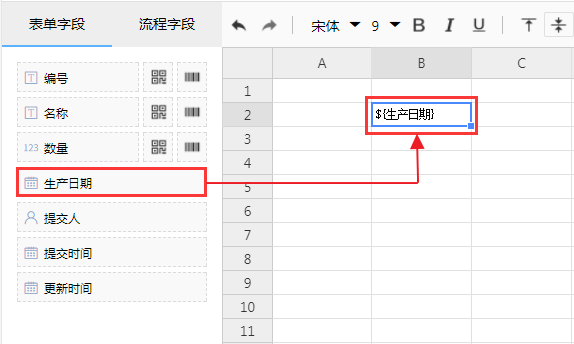 表单字段 流程字段
宋体 9 B I U
T 编号
T 名称
123 数量
生产日期
提交人
提交时间
更新时间
A B C
1
2 ${生产日期}
3
4
5
6
7
8
9
10
11